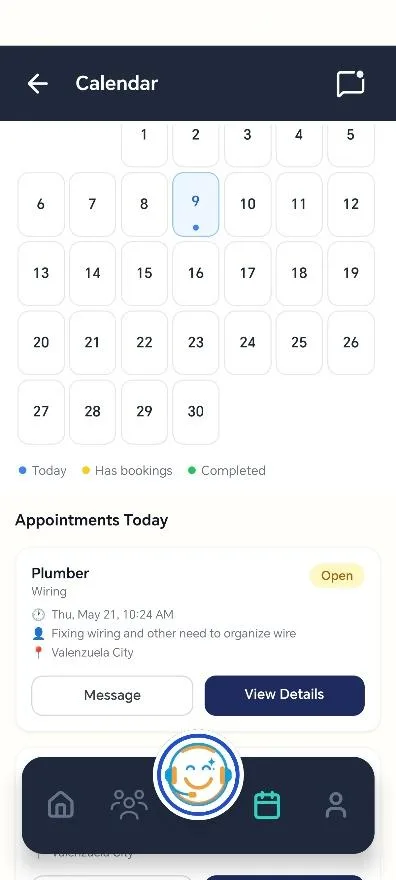 Calendar
1 2 3 4 5
6 7 8 9 10 11 12
13 14 15 16 17 18 19
20 21 22 23 24 25 26
27 28 29 30
Today Has bookings Completed
Appointments Today
Plumber Open
Wiring
Thu, May 21, 10:24 AM
Fixing wiring and other need to organize wire
Valenzuela City
Message View Details
Valenzuela City